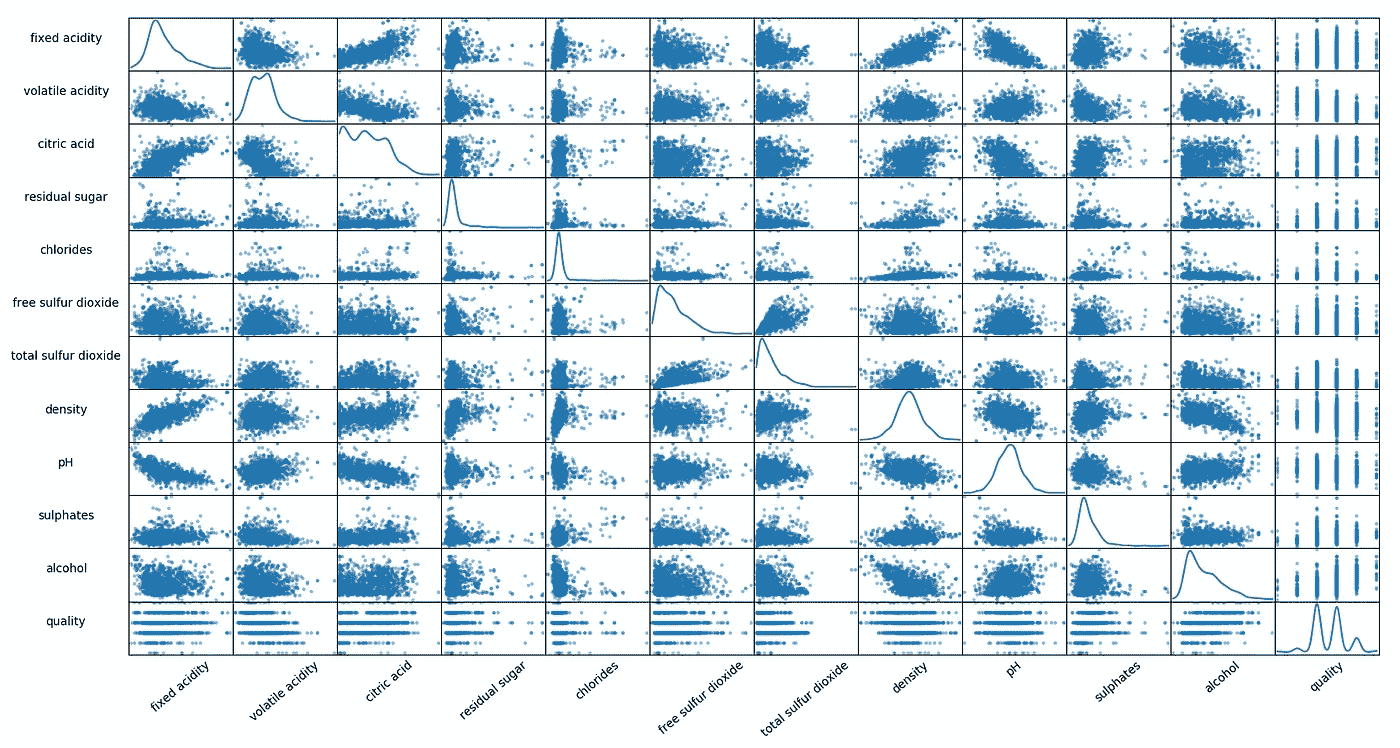 fixed acidity
volatile acidity
citric acid
residual sugar
chlorides
free sulfur dioxide
total sulfur dioxide
density
pH
sulphates
alcohol
quality
fixed acidity
volatile acidity
citric acid
residual sugar
chlorides
free sulfur dioxide
total sulfur dioxide
density
pH
sulphates
alcohol
quality